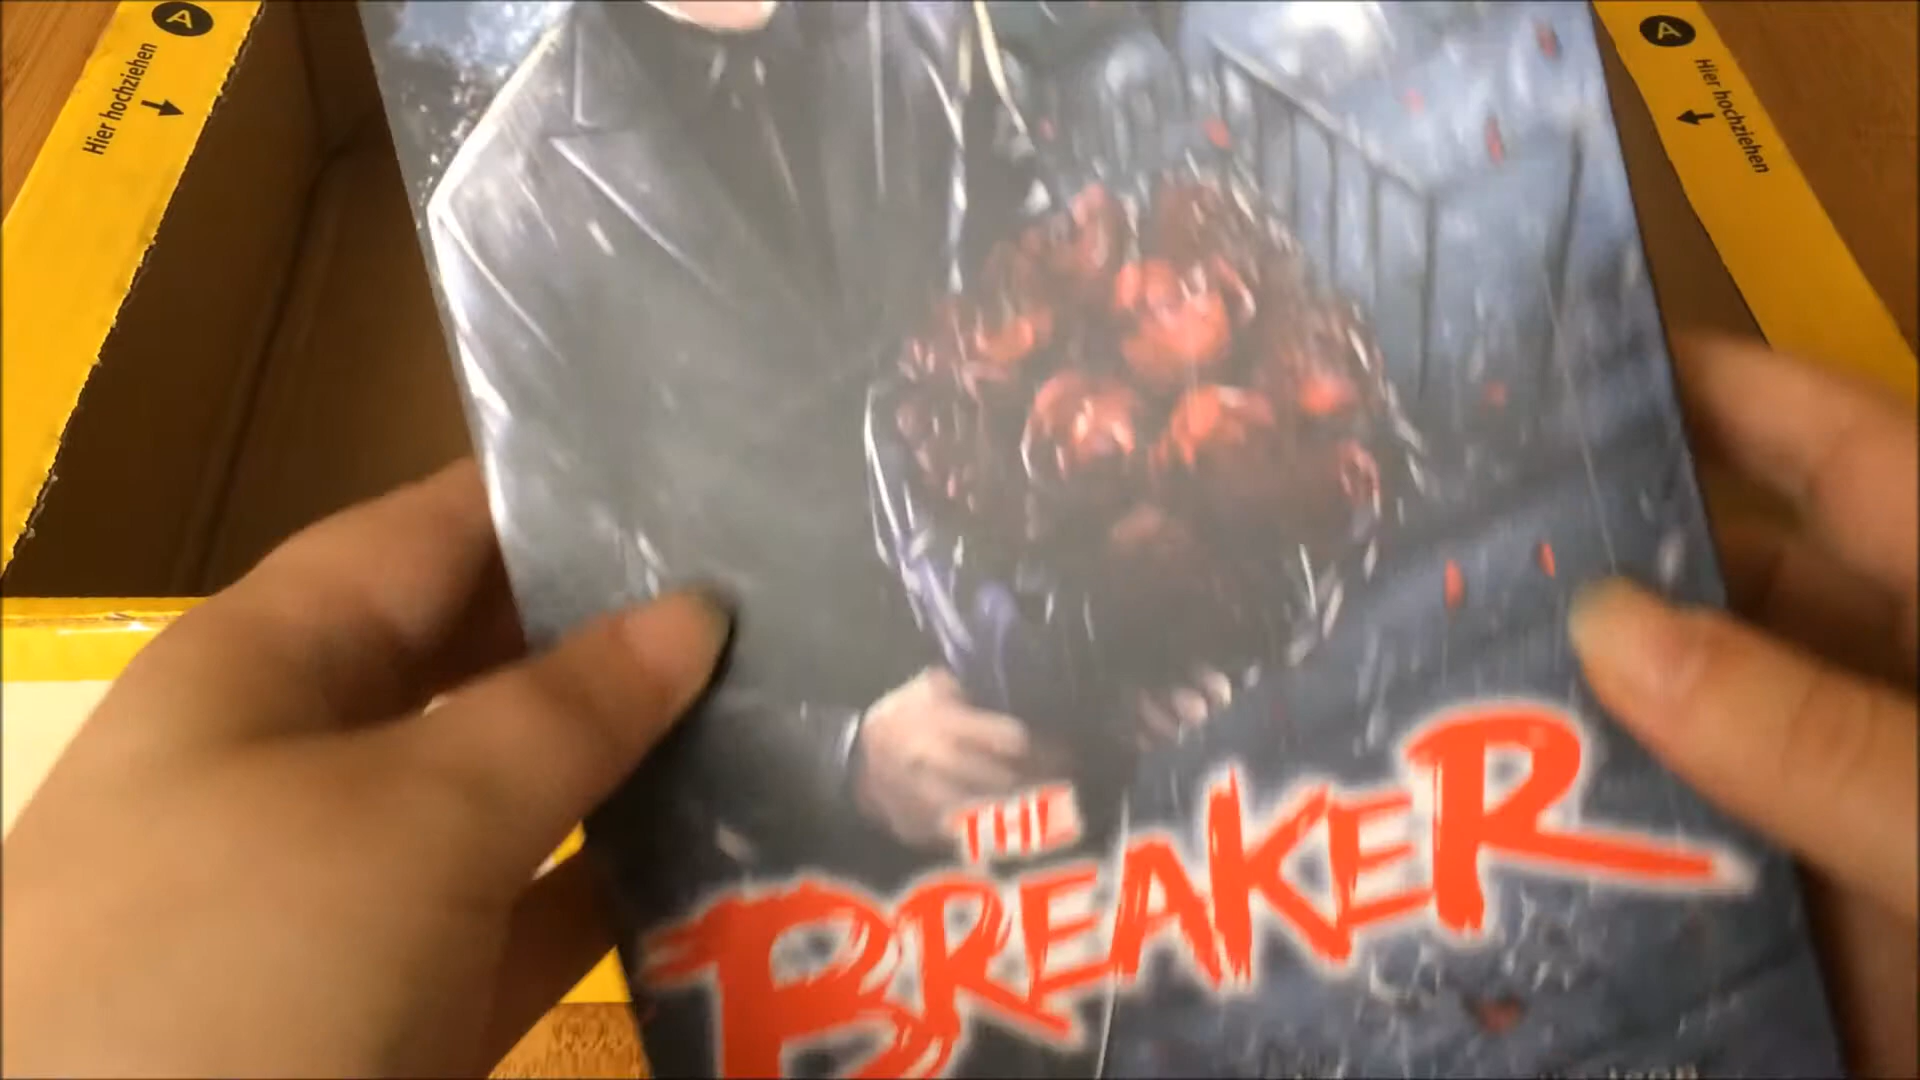 A
Hier hochziehen
A
Hier hochziehen
THE
BREAKER